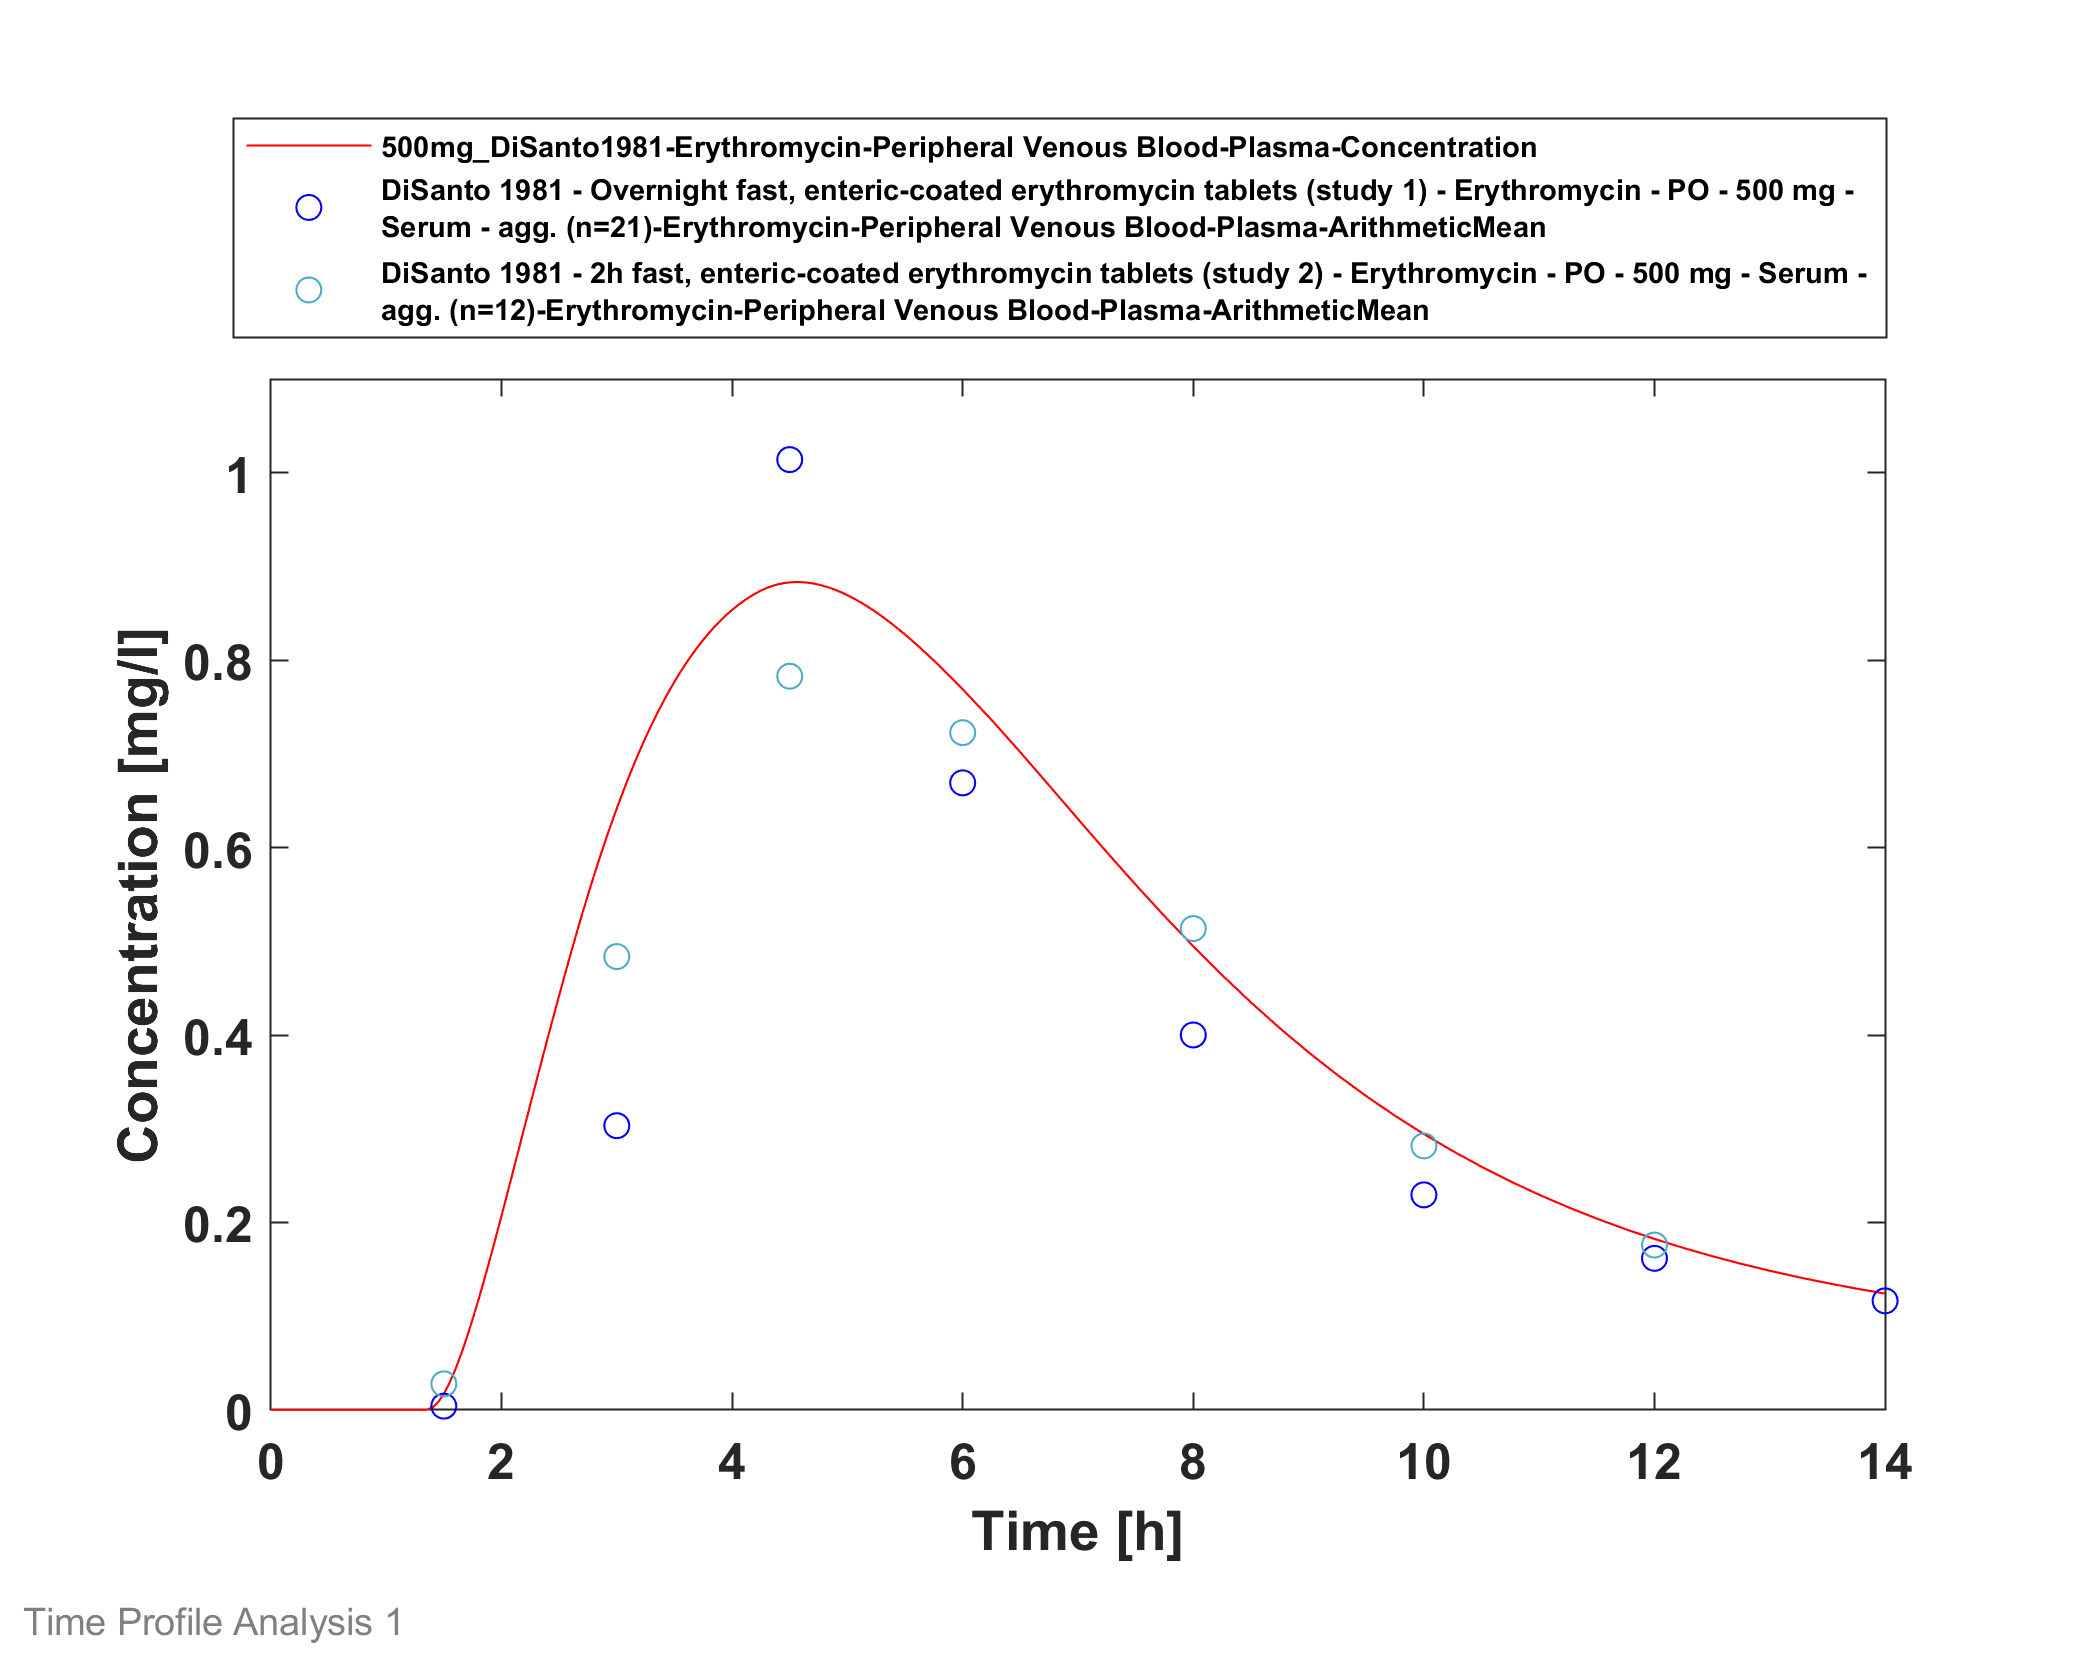 500mg_DiSanto1981-Erythromycin-Peripheral Venous Blood-Plasma-Concentration
DiSanto 1981 - Overnight fast, enteric-coated erythromycin tablets (study 1) - Erythromycin - PO - 500 mg -
Serum - agg. (n=21)-Erythromycin-Peripheral Venous Blood-Plasma-ArithmeticMean
DiSanto 1981 - 2h fast, enteric-coated erythromycin tablets (study 2) - Erythromycin - PO - 500 mg - Serum -
agg. (n=12)-Erythromycin-Peripheral Venous Blood-Plasma-ArithmeticMean
Concentration [mg/l]
1
0.8
0.6
0.4
0.2
0
0 2 4 6 8 10 12 14
Time [h]
Time Profile Analysis 1